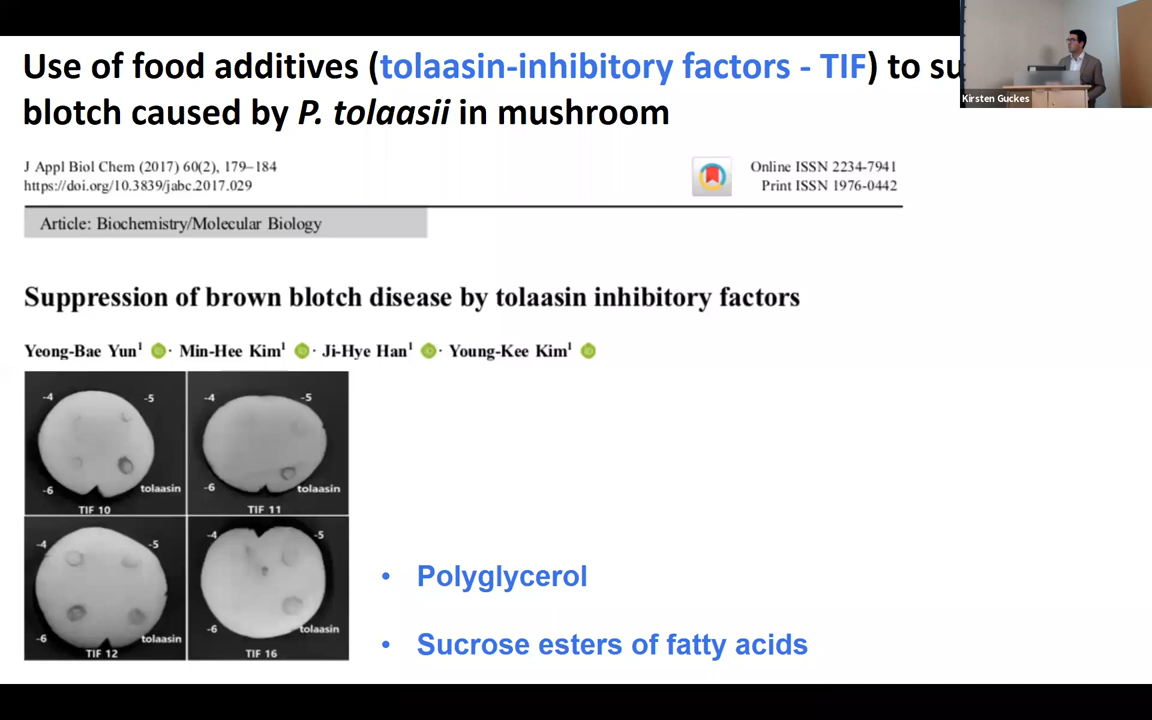 Use of food additives (tolaasin-inhibitory factors - TIF) to su
blotch caused by P. tolaasii in mushroom
Kirsten Guckes
J Appl Biol Chem (2017) 60(2), 179–184
Online ISSN 2234-7941
https://doi.org/10.3839/jabc.2017.029
Print ISSN 1976-0442
Article: Biochemistry/Molecular Biology
Suppression of brown blotch disease by tolaasin inhibitory factors
Yeong-Bae Yun1 · Min-Hee Kim1 · Ji-Hye Han1 · Young-Kee Kim1
-4 -5
-6 tolaasin
TIF 10
-4 -5
-6 tolaasin
TIF 11
-4 -5
-6 tolaasin
TIF 12
-4 -5
-6 tolaasin
TIF 16
• Polyglycerol
• Sucrose esters of fatty acids